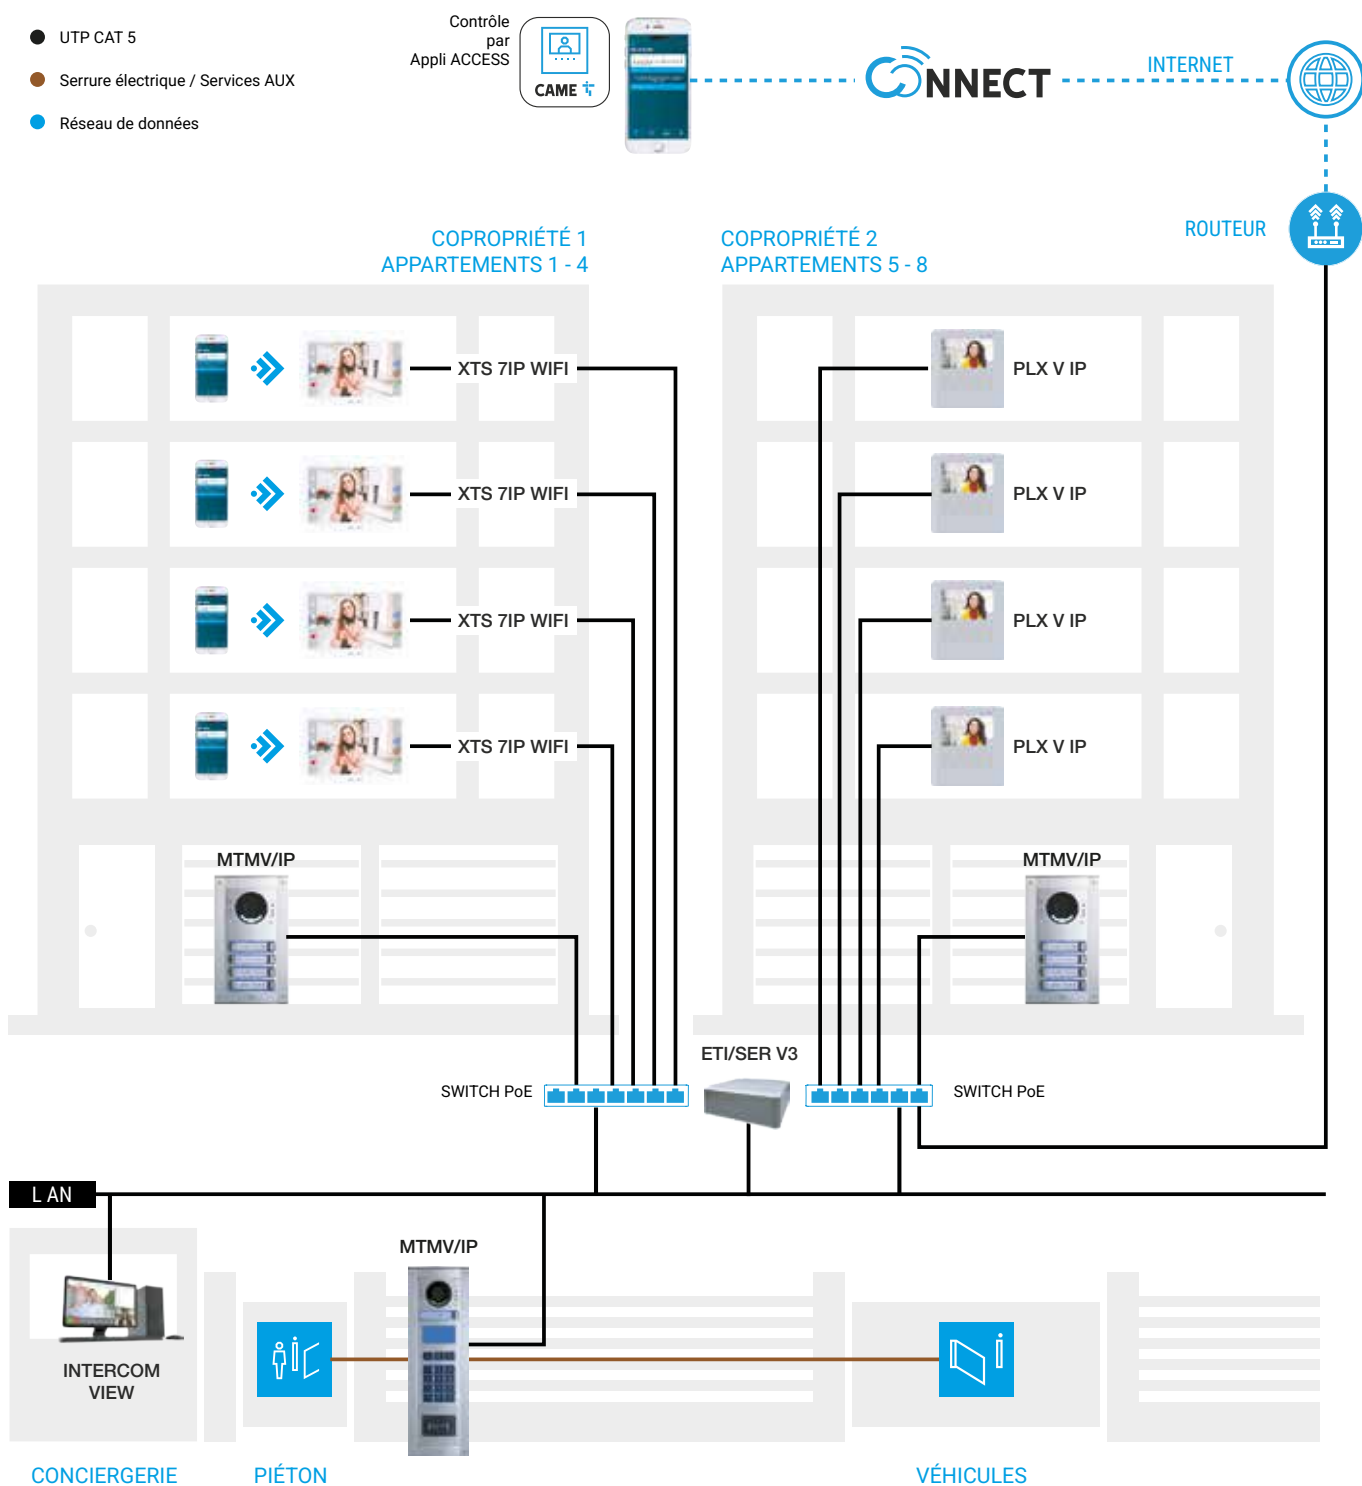 UTP CAT 5
Serrure électrique / Services AUX
Réseau de données
Contrôle
par
Appli ACCESS
CAME
CONNECT
INTERNET
ROUTEUR
COPROPRIÉTÉ 1
APPARTEMENTS 1 - 4
COPROPRIÉTÉ 2
APPARTEMENTS 5 - 8
XTS 7IP WIFI
PLX V IP
XTS 7IP WIFI
PLX V IP
XTS 7IP WIFI
PLX V IP
XTS 7IP WIFI
PLX V IP
MTMV/IP
MTMV/IP
ETI/SER V3
SWITCH PoE
SWITCH PoE
LAN
MTMV/IP
INTERCOM
VIEW
CONCIERGERIE
PIÉTON
VÉHICULES